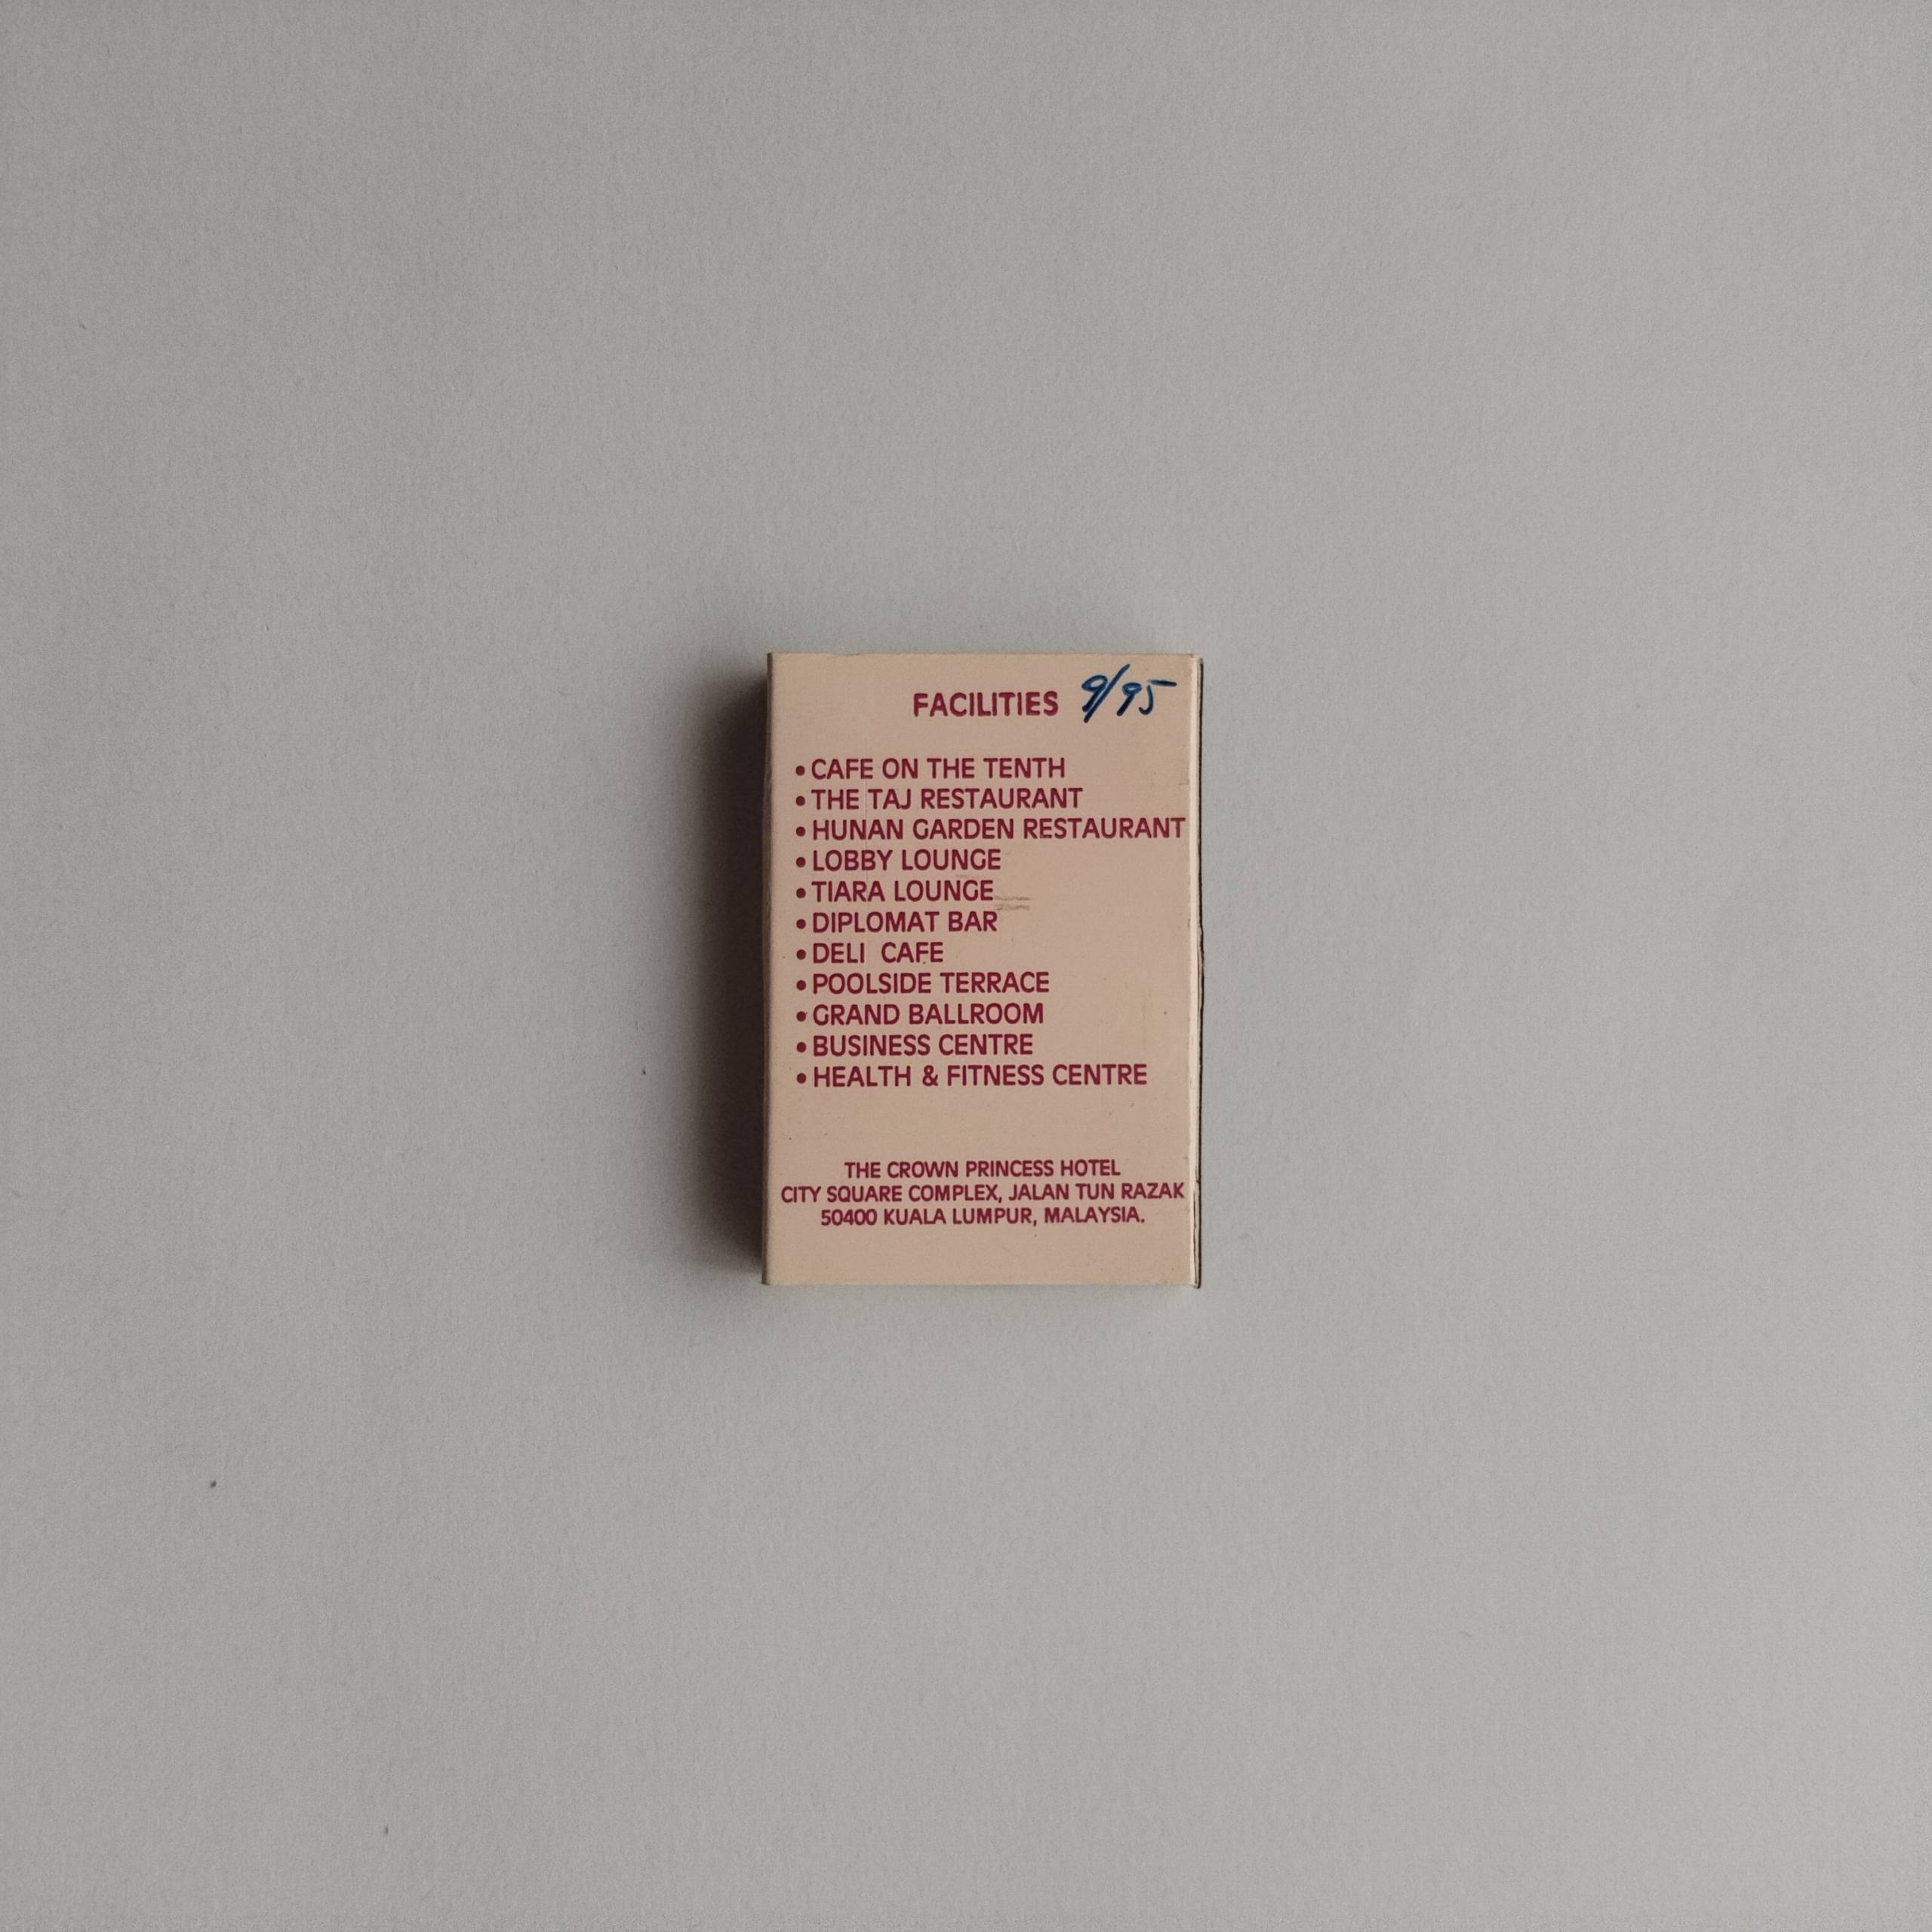 FACILITIES 9/95
• CAFE ON THE TENTH
• THE TAJ RESTAURANT
• HUNAN GARDEN RESTAURANT
• LOBBY LOUNGE
• TIARA LOUNGE
• DIPLOMAT BAR
• DELI CAFE
• POOLSIDE TERRACE
• GRAND BALLROOM
• BUSINESS CENTRE
• HEALTH & FITNESS CENTRE
THE CROWN PRINCESS HOTEL
CITY SQUARE COMPLEX, JALAN TUN RAZAK
50400 KUALA LUMPUR, MALAYSIA.